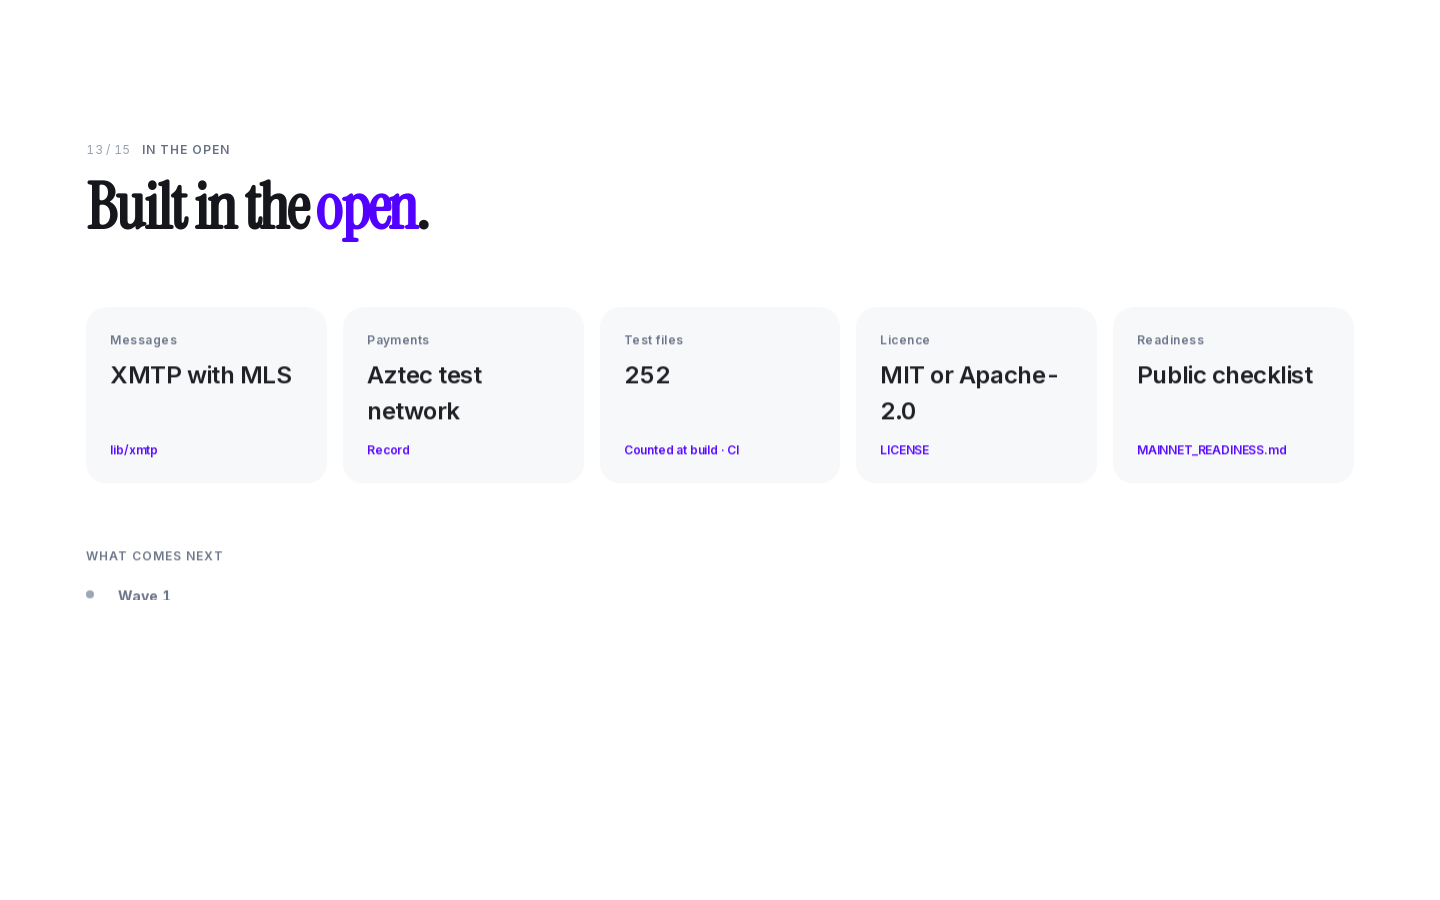 13 / 15 IN THE OPEN
Built in the open.
Messages
XMTP with MLS
lib/xmtp
Payments
Aztec test
network
Record
Test files
252
Counted at build · CI
Licence
MIT or Apache-
2.0
LICENSE
Readiness
Public checklist
MAINNET_READINESS.md
WHAT COMES NEXT
Wave 1